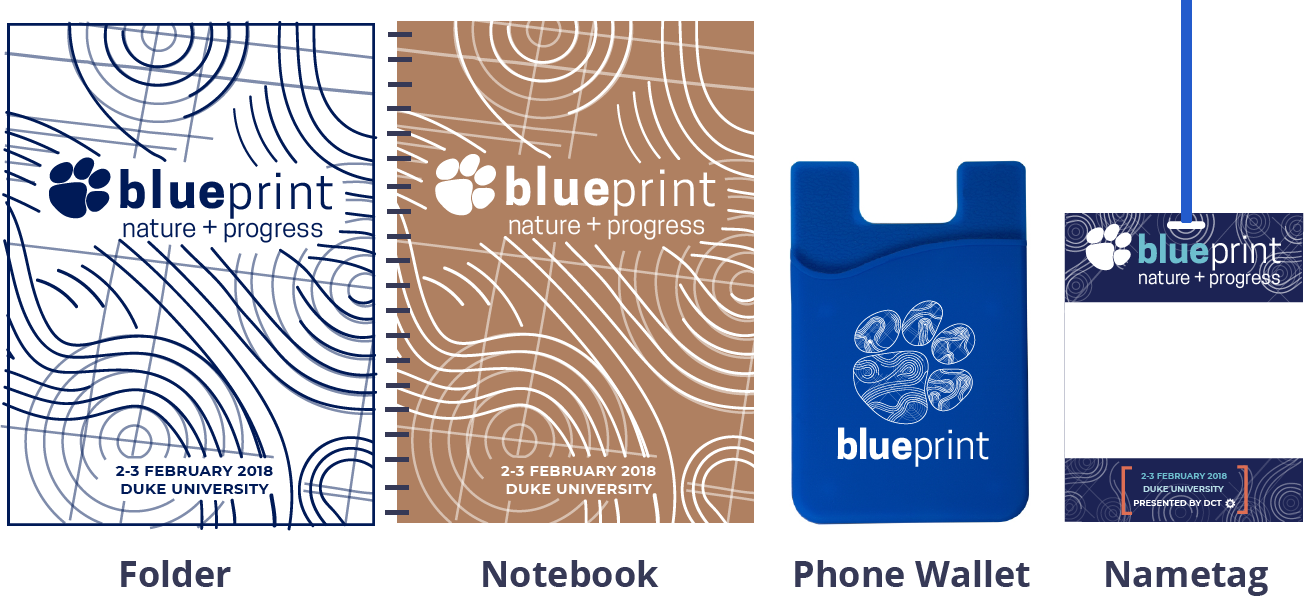 blueprint
nature + progress
2-3 FEBRUARY 2018
DUKE UNIVERSITY
Folder
blueprint
nature + progress
2-3 FEBRUARY 2018
DUKE UNIVERSITY
Notebook
blueprint
Phone Wallet
blueprint
nature + progress
2-3 FEBRUARY 2018
DUKE UNIVERSITY
PRESENTED BY DCT
Nametag